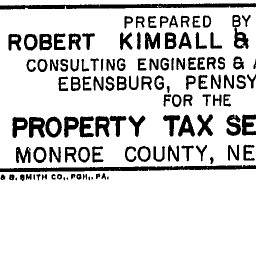 PREPARED BY
ROBERT KIMBALL &
CONSULTING ENGINEERS &
EBENSBURG, PENNSY
FOR THE
PROPERTY TAX SE
MONROE COUNTY, NE
& B. SMITH CO., PGH., PA.